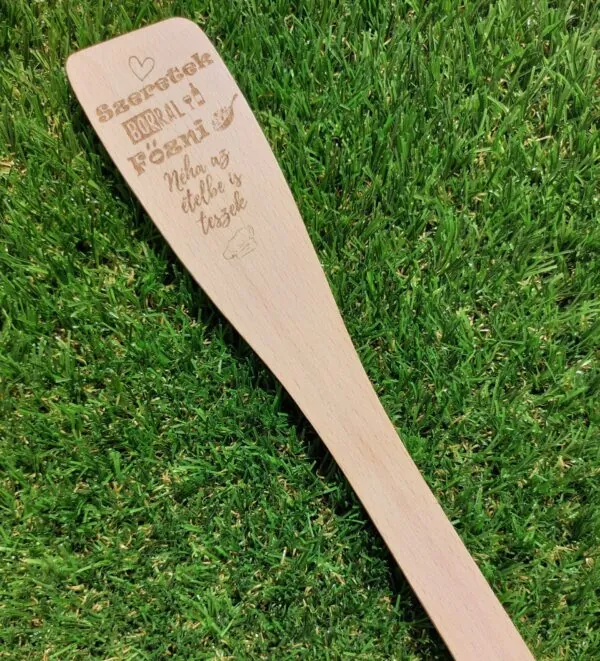 Szeretek
BORRAL
Főzni
Néha az
ételbe is
teszek